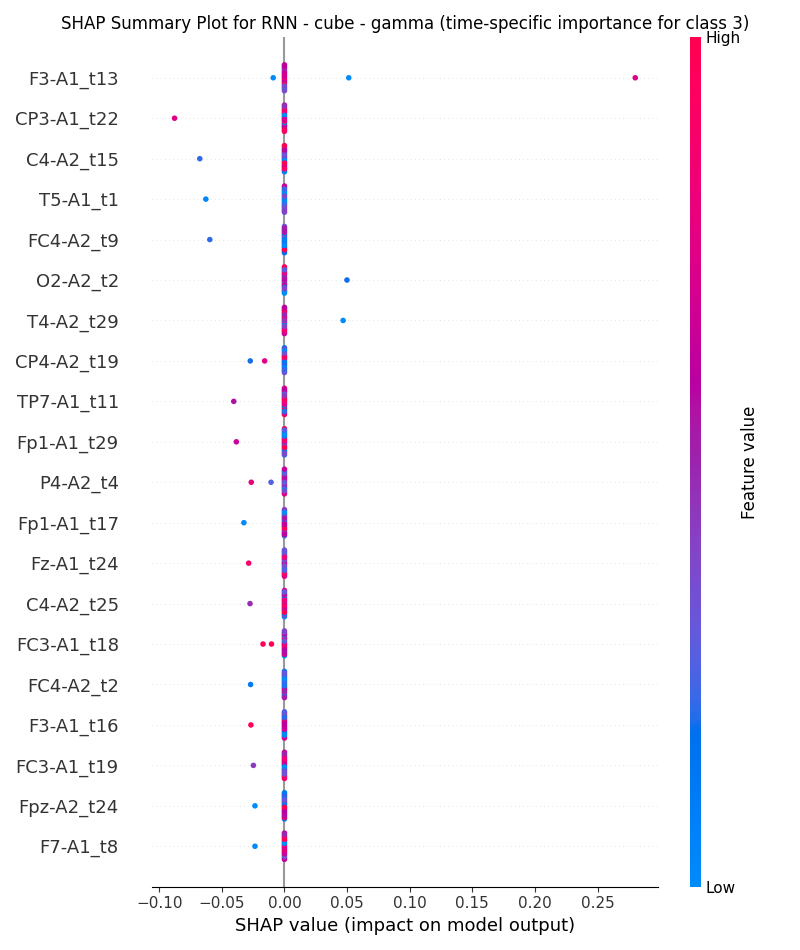 SHAP Summary Plot for RNN - cube - gamma (time-specific importance for class 3)
High
F3-A1_t13
CP3-A1_t22
C4-A2_t15
T5-A1_t1
FC4-A2_t9
O2-A2_t2
T4-A2_t29
CP4-A2_t19
TP7-A1_t11
Fp1-A1_t29
P4-A2_t4
Fp1-A1_t17
Fz-A1_t24
C4-A2_t25
FC3-A1_t18
FC4-A2_t2
F3-A1_t16
FC3-A1_t19
Fpz-A2_t24
F7-A1_t8
Feature value
Low
−0.10 −0.05 0.00 0.05 0.10 0.15 0.20 0.25
SHAP value (impact on model output)